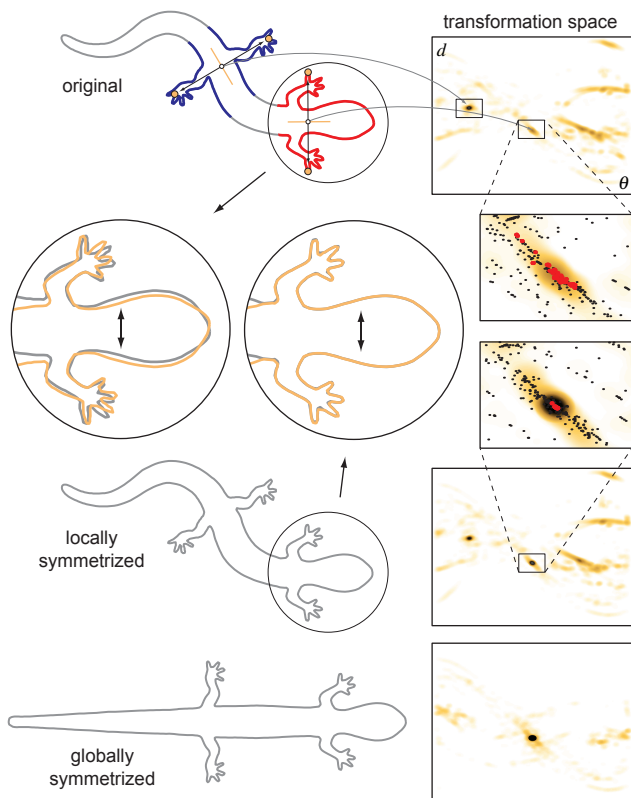 transformation space
original
d
θ
locally
symmetrized
globally
symmetrized